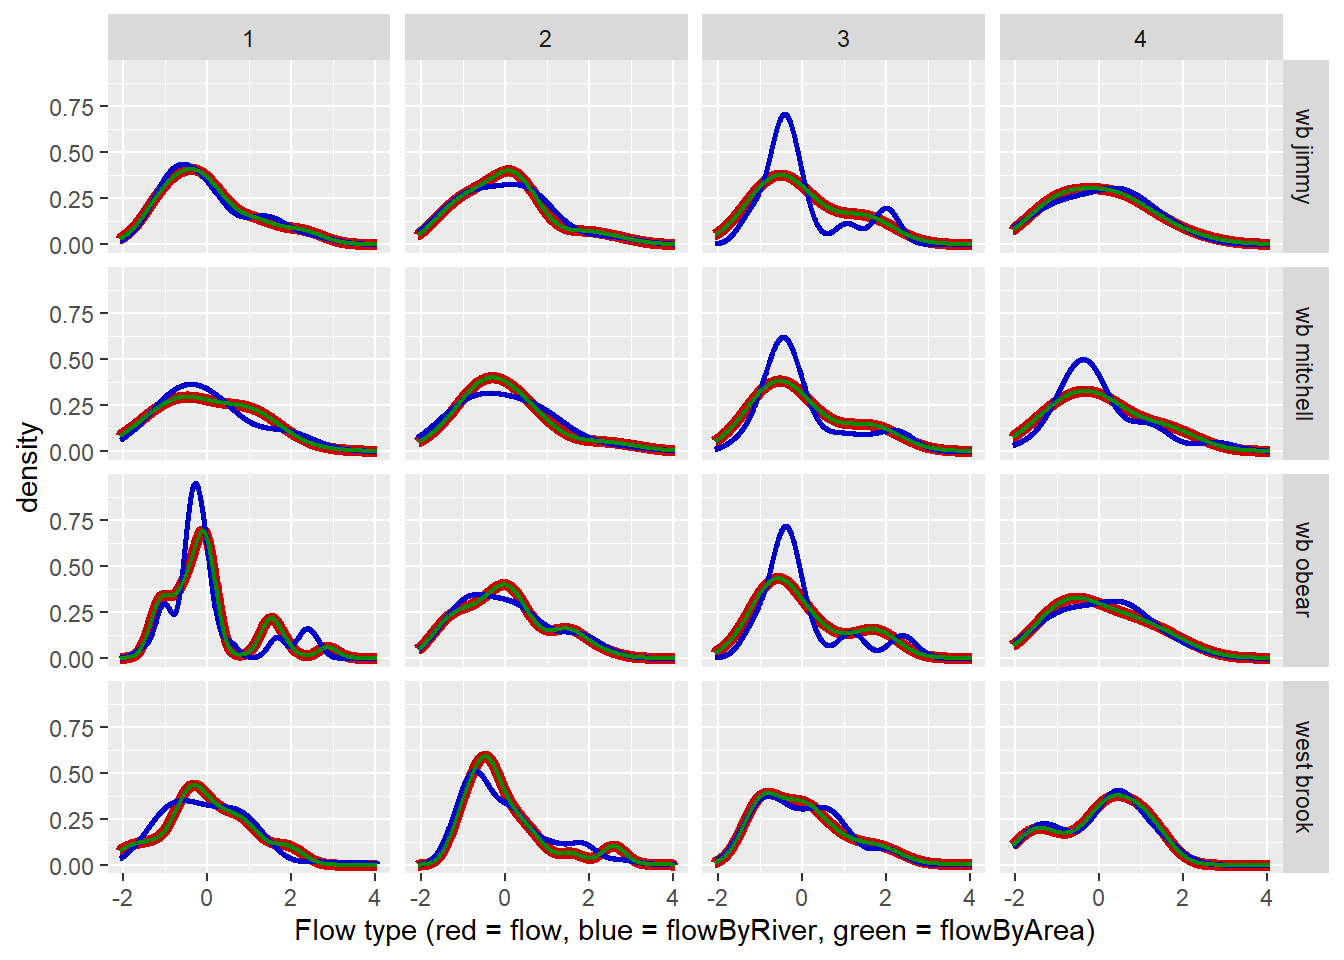 1 2 3 4
0.75
0.50
0.25
0.00
wb jimmy
0.75
0.50
0.25
0.00
wb mitchell
0.75
0.50
0.25
0.00
wb obear
0.75
0.50
0.25
0.00
west brook
density
-2 0 2 4 -2 0 2 4 -2 0 2 4 -2 0 2 4
Flow type (red = flow, blue = flowByRiver, green = flowByArea)